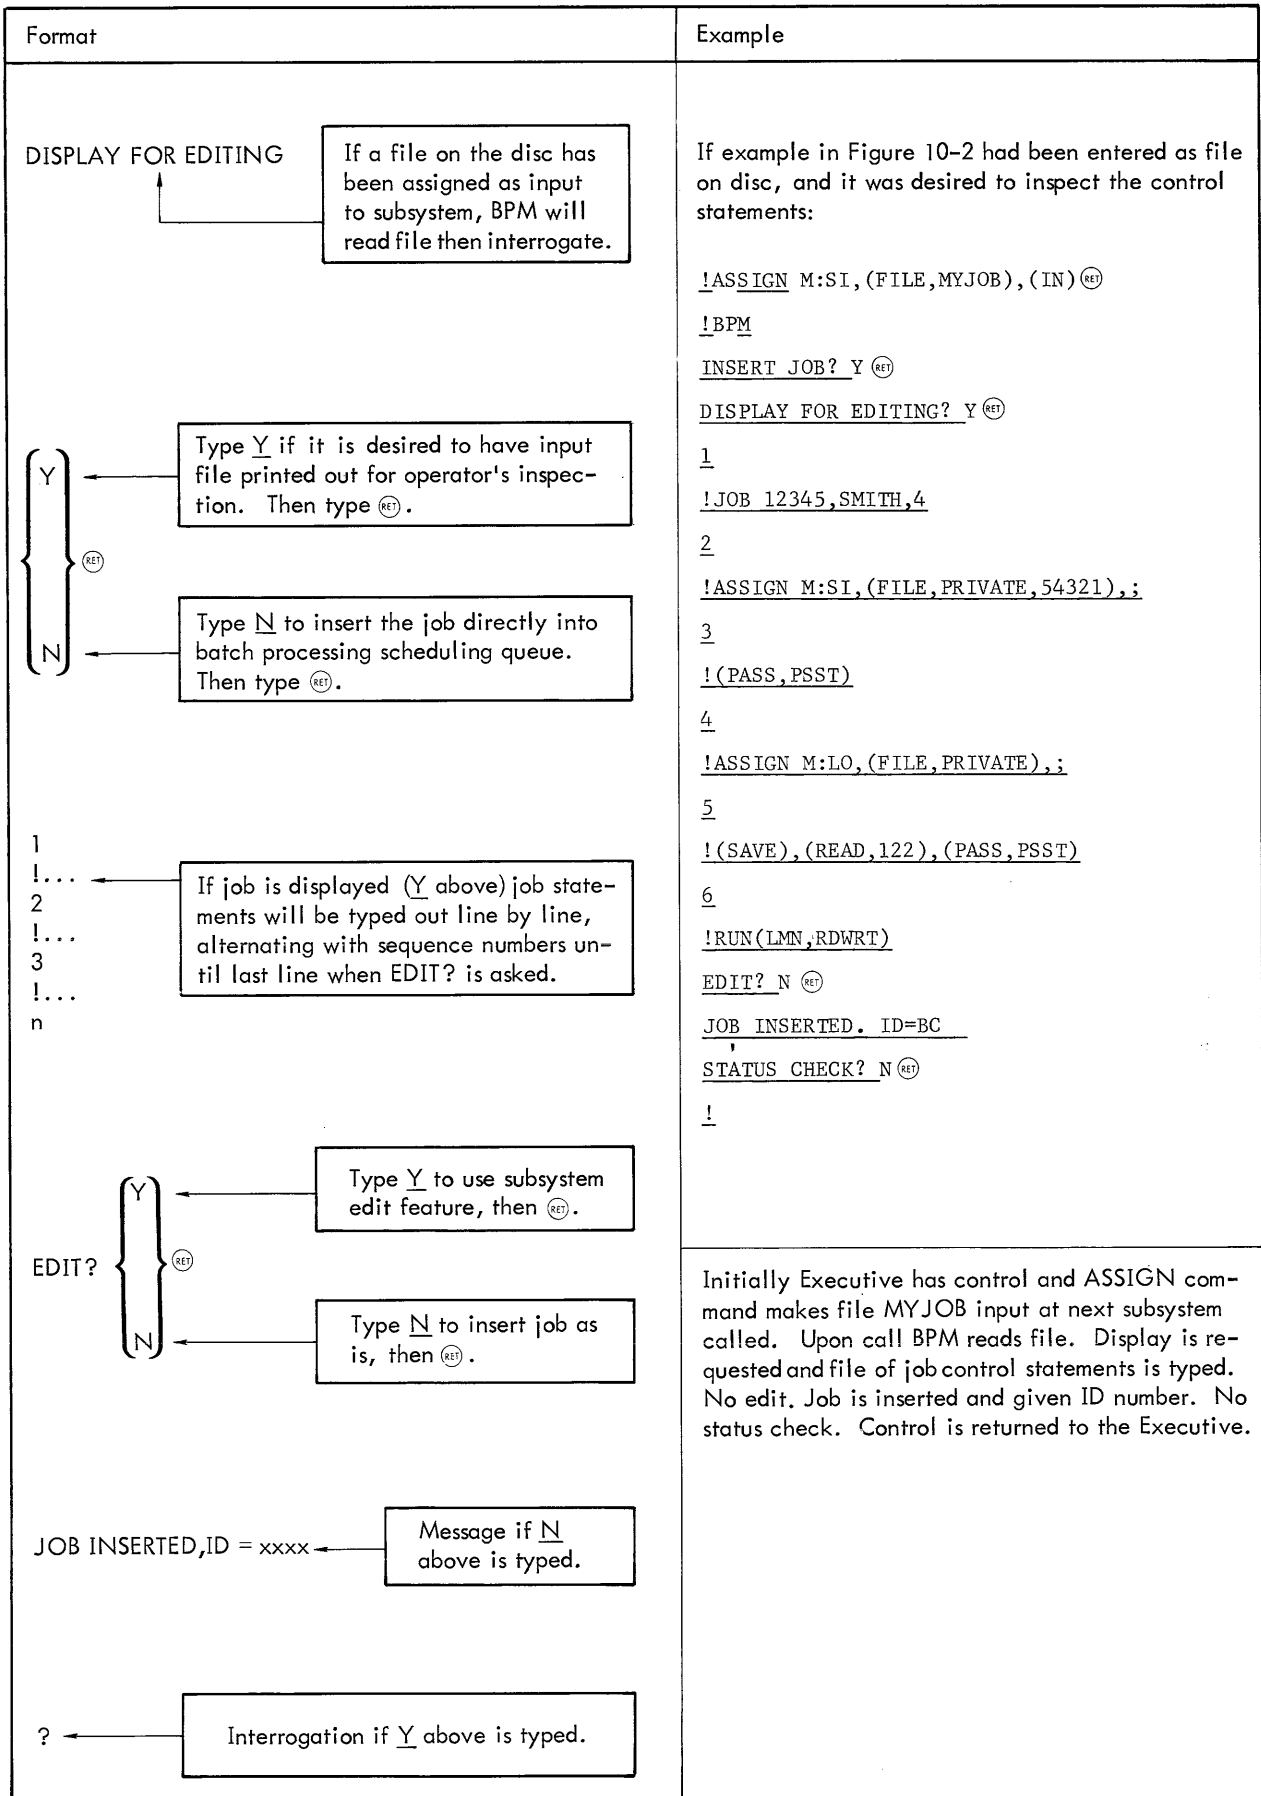 Format
DISPLAY FOR EDITING
If a file on the disc has
been assigned as input
to subsystem, BPM will
read file then interrogate.
Y
Type Y if it is desired to have input
file printed out for operator's inspec-
tion. Then type RET.
RET
N
Type N to insert the job directly into
batch processing scheduling queue.
Then type RET.
1
!...
2
!...
3
!...
n
If job is displayed (Y above) job state-
ments will be typed out line by line,
alternating with sequence numbers un-
til last line when EDIT? is asked.
EDIT?
Y
Type Y to use subsystem
edit feature, then RET.
RET
N
Type N to insert job as
is, then RET.
JOB INSERTED,ID = xxxx
Message if N
above is typed.
?
Interrogation if Y above is typed.
Example
If example in Figure 10-2 had been entered as file
on disc, and it was desired to inspect the control
statements:
!ASSIGN M:SI,(FILE,MYJOB),(IN) RET
!BPM
INSERT JOB? Y RET
DISPLAY FOR EDITING? Y RET
1
!JOB 12345,SMITH,4
2
!ASSIGN M:SI,(FILE,PRIVATE,54321),;
3
!(PASS,PSST)
4
!ASSIGN M:LO,(FILE,PRIVATE),;
5
!(SAVE),(READ,122),(PASS,PSST)
6
!RUN(LMN,RDWRT)
EDIT? N RET
JOB INSERTED. ID=BC
STATUS CHECK? N RET
!
Initially Executive has control and ASSIGN com-
mand makes file MYJOB input at next subsystem
called. Upon call BPM reads file. Display is re-
quested and file of job control statements is typed.
No edit. Job is inserted and given ID number. No
status check. Control is returned to the Executive.